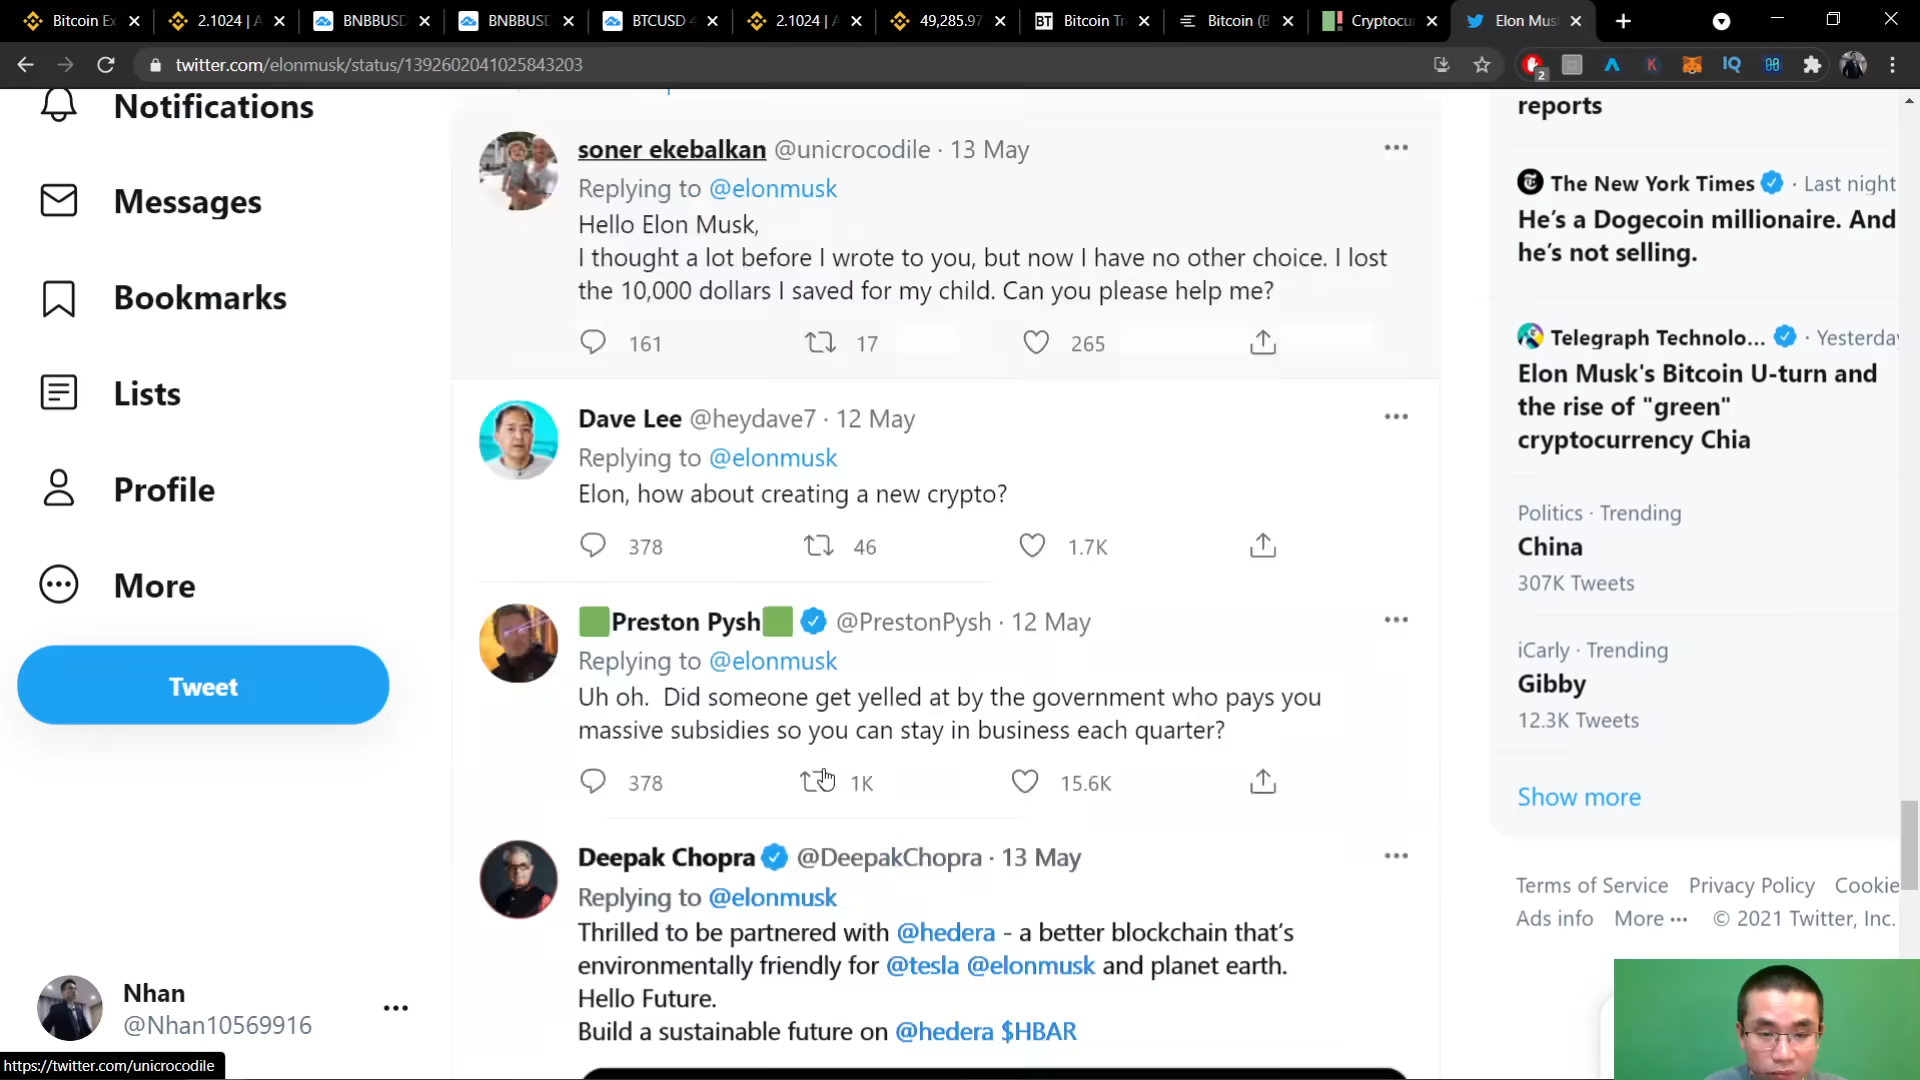 Bitcoin Ex
2.1024 | A
BNBBUSD
BNBBUSD
BTCUSD 4
2.1024 | A
49,285.97
BT Bitcoin Tr
Bitcoin (B
Cryptocur
Elon Mus
twitter.com/elonmusk/status/1392602041025843203
2
IQ
Notifications
Messages
Bookmarks
Lists
Profile
More
Tweet
Nhan
@Nhan10569916
https://twitter.com/unicrocodile
soner ekebalkan @unicrocodile · 13 May
Replying to @elonmusk
Hello Elon Musk,
I thought a lot before I wrote to you, but now I have no other choice. I lost
the 10,000 dollars I saved for my child. Can you please help me?
161 17 265
Dave Lee @heydave7 · 12 May
Replying to @elonmusk
Elon, how about creating a new crypto?
378 46 1.7K
Preston Pysh @PrestonPysh · 12 May
Replying to @elonmusk
Uh oh. Did someone get yelled at by the government who pays you
massive subsidies so you can stay in business each quarter?
378 1K 15.6K
Deepak Chopra @DeepakChopra · 13 May
Replying to @elonmusk
Thrilled to be partnered with @hedera - a better blockchain that's
environmentally friendly for @tesla @elonmusk and planet earth.
Hello Future.
Build a sustainable future on @hedera $HBAR
reports
The New York Times · Last night
He's a Dogecoin millionaire. And
he's not selling.
Telegraph Technolo... · Yesterday
Elon Musk's Bitcoin U-turn and
the rise of "green"
cryptocurrency Chia
Politics · Trending
China
307K Tweets
iCarly · Trending
Gibby
12.3K Tweets
Show more
Terms of Service Privacy Policy Cookie
Ads info More ··· © 2021 Twitter, Inc.